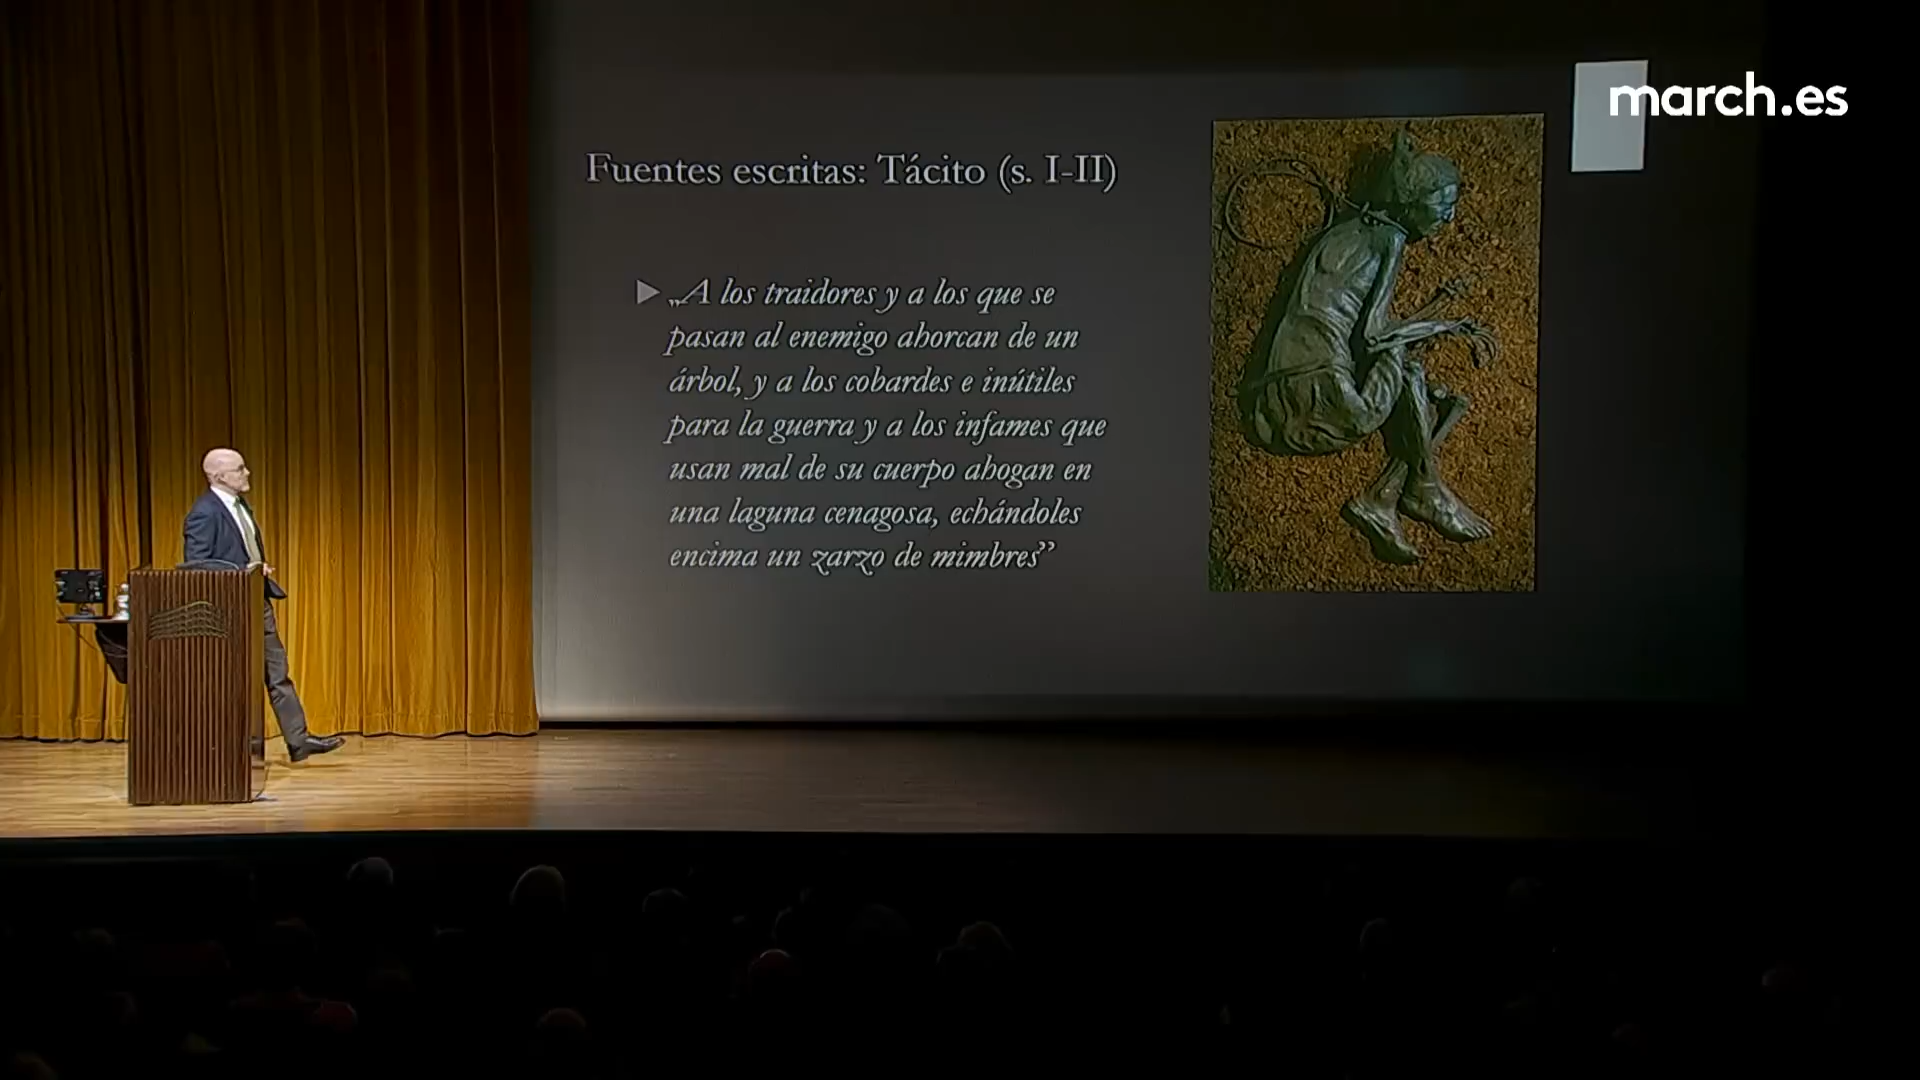 march.es
Fuentes escritas: Tácito (s. I-II)
„A los traidores y a los que se
pasan al enemigo ahorcan de un
árbol, y a los cobardes e inútiles
para la guerra y a los infames que
usan mal de su cuerpo ahogan en
una laguna cenagosa, echándoles
encima un zarzo de mimbres”